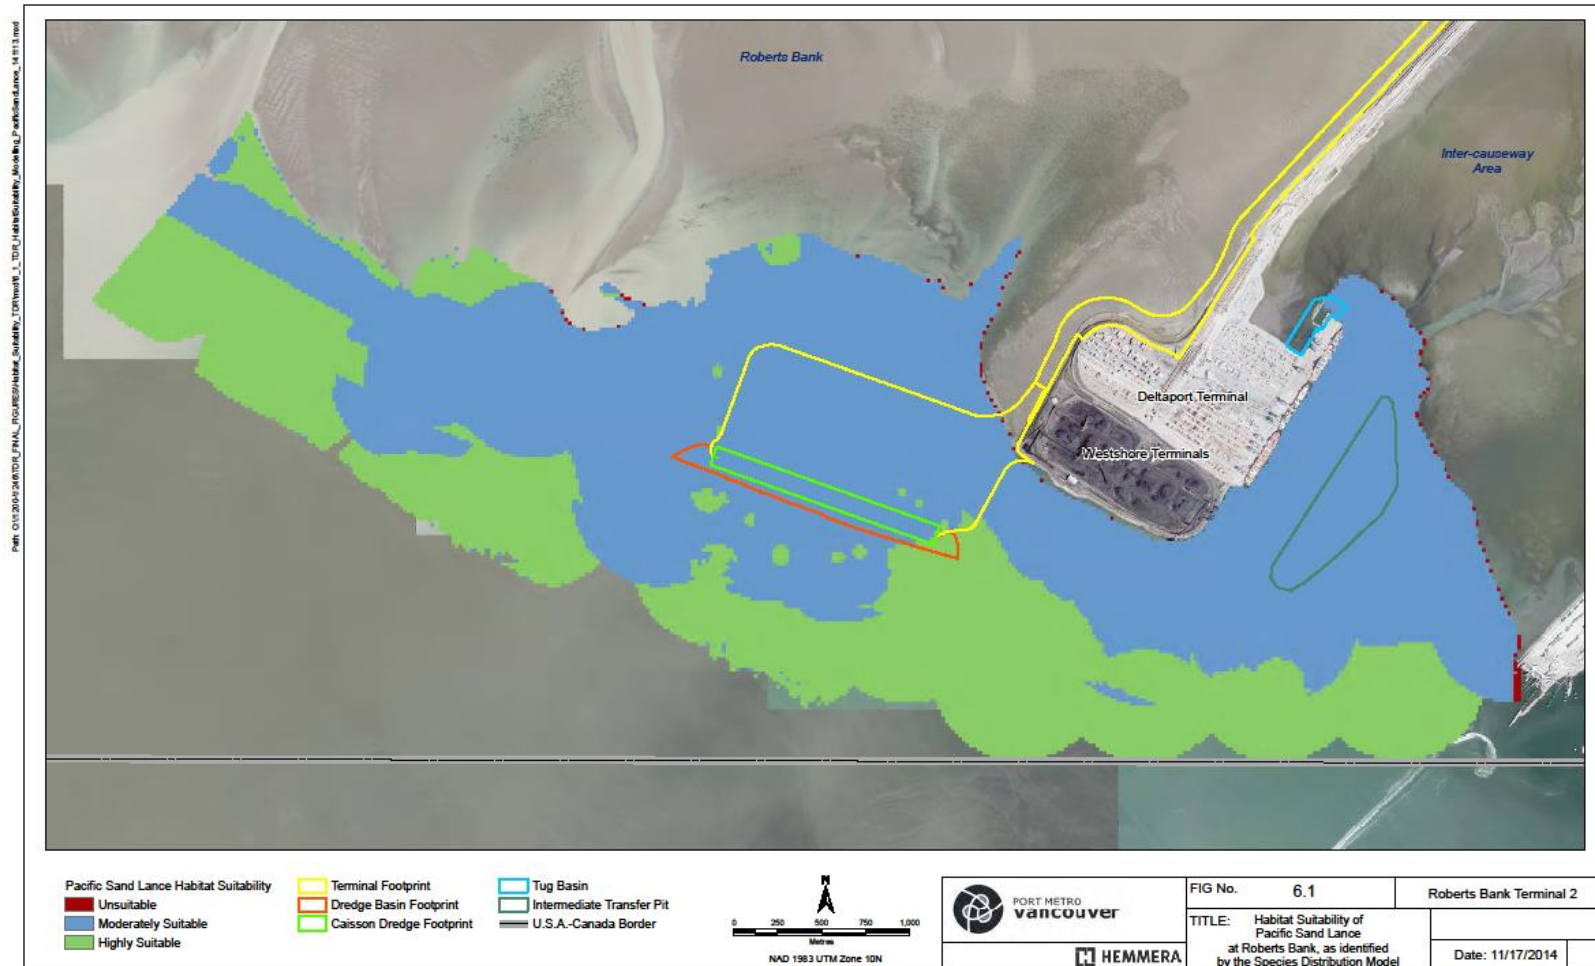 Roberts Bank
Inter-causeway
Area
Deltaport Terminal
Westshore Terminals
Pacific Sand Lance Habitat Suitability
Unsuitable
Moderately Suitable
Highly Suitable
Terminal Footprint
Dredge Basin Footprint
Caisson Dredge Footprint
Tug Basin
Intermediate Transfer Pit
U.S.A.-Canada Border
N
0 250 500 750 1,000
Metres
NAD 1983 UTM Zone 10N
PORT METRO
vancouver
HEMMERA
FIG No. 6.1
Roberts Bank Terminal 2
TITLE: Habitat Suitability of
Pacific Sand Lance
at Roberts Bank, as identified
by the Species Distribution Model
Date: 11/17/2014